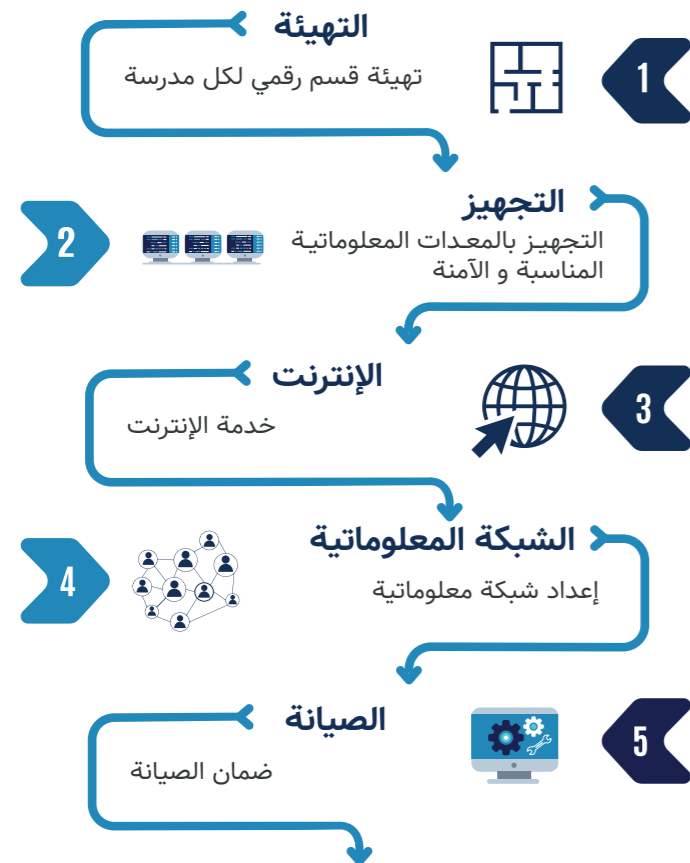 1
التهيئة
تهيئة قسم رقمي لكل مدرسة
2
التجهيز
التجهيز بالمعدات المعلوماتية
المناسبة و الآمنة
3
الإنترنت
خدمة الإنترنت
4
الشبكة المعلوماتية
إعداد شبكة معلوماتية
5
الصيانة
ضمان الصيانة